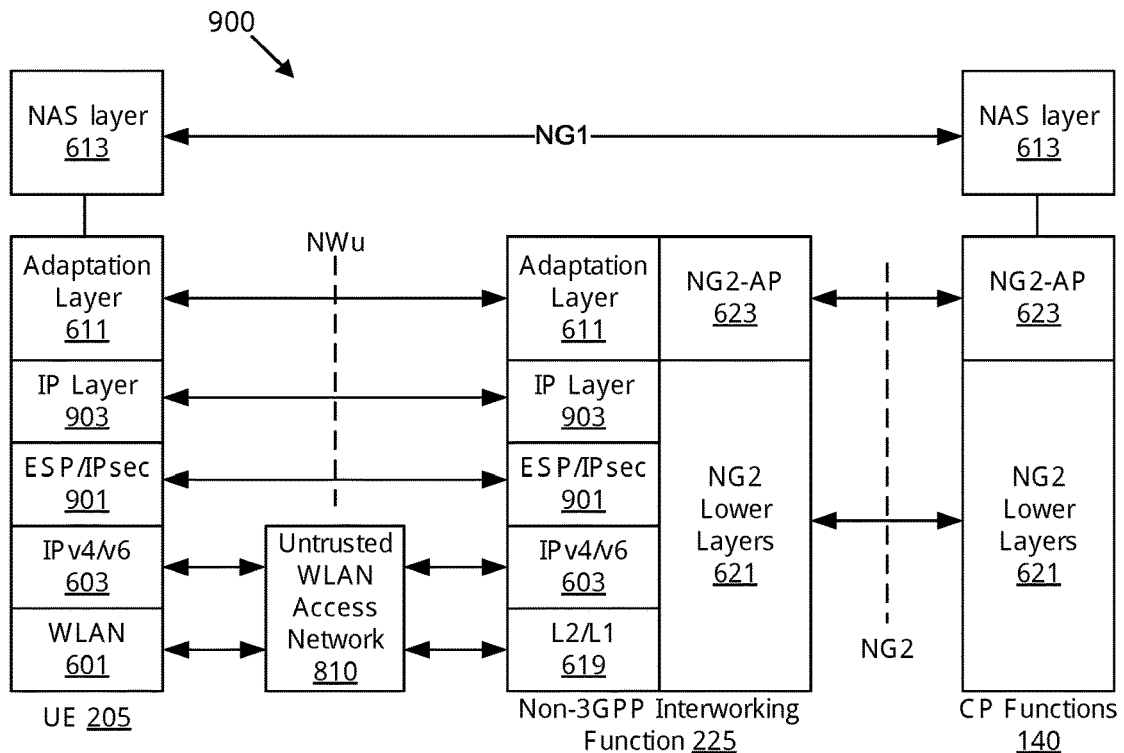 900
NAS layer
613
NG1
NAS layer
613
NWu
Adaptation
Layer
611
Adaptation
Layer
611
NG2-AP
623
NG2-AP
623
IP Layer
903
IP Layer
903
ESP/IPsec
901
ESP/IPsec
901
NG2
Lower
Layers
621
NG2
Lower
Layers
621
IPv4/v6
603
Untrusted
WLAN
Access
Network
810
IPv4/v6
603
WLAN
601
L2/L1
619
NG2
UE 205
Non-3GPP Interworking
Function 225
CP Functions
140